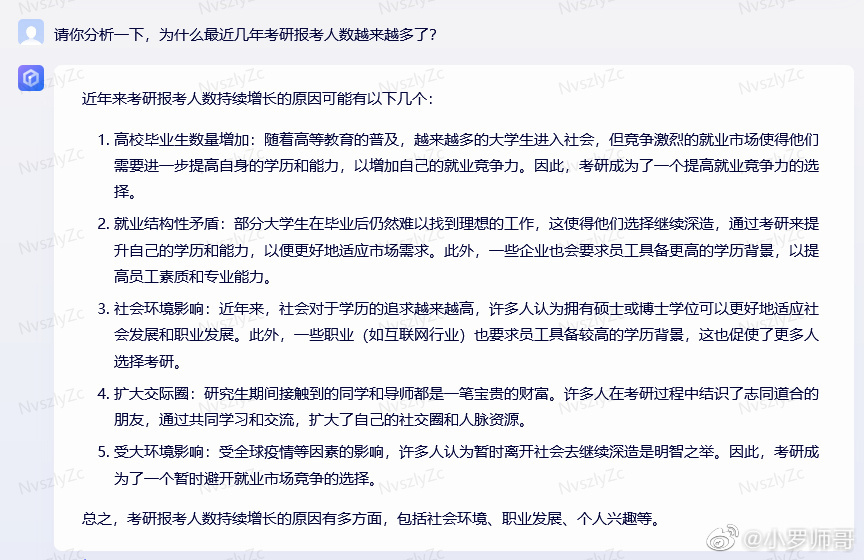 请你分析一下，为什么最近几年考研报考人数越来越多了？
近年来考研报考人数持续增长的原因可能有以下几个：
1. 高校毕业生数量增加：随着高等教育的普及，越来越多的大学生进入社会，但竞争激烈的就业市场使得他们
需要进一步提高自身的学历和能力，以增加自己的就业竞争力。因此，考研成为了一个提高就业竞争力的选
择。
2. 就业结构性矛盾：部分大学生在毕业后仍然难以找到理想的工作，这使得他们选择继续深造，通过考研来提
升自己的学历和能力，以便更好地适应市场需求。此外，一些企业也会要求员工具备更高的学历背景，以提
高员工素质和专业能力。
3. 社会环境影响：近年来，社会对于学历的追求越来越高，许多人认为拥有硕士或博士学位可以更好地适应社
会发展和职业发展。此外，一些职业（如互联网行业）也要求员工具备较高的学历背景，这也促使了更多人
选择考研。
4. 扩大交际圈：研究生期间接触到的同学和导师都是一笔宝贵的财富。许多人在考研过程中结识了志同道合的
朋友，通过共同学习和交流，扩大了自己的社交圈和人脉资源。
5. 受大环境影响：受全球疫情等因素的影响，许多人认为暂时离开社会去继续深造是明智之举。因此，考研成
为了一个暂时避开就业市场竞争的选择。
总之，考研报考人数持续增长的原因有多方面，包括社会环境、职业发展、个人兴趣等。
@小罗师哥
NvszlyZc